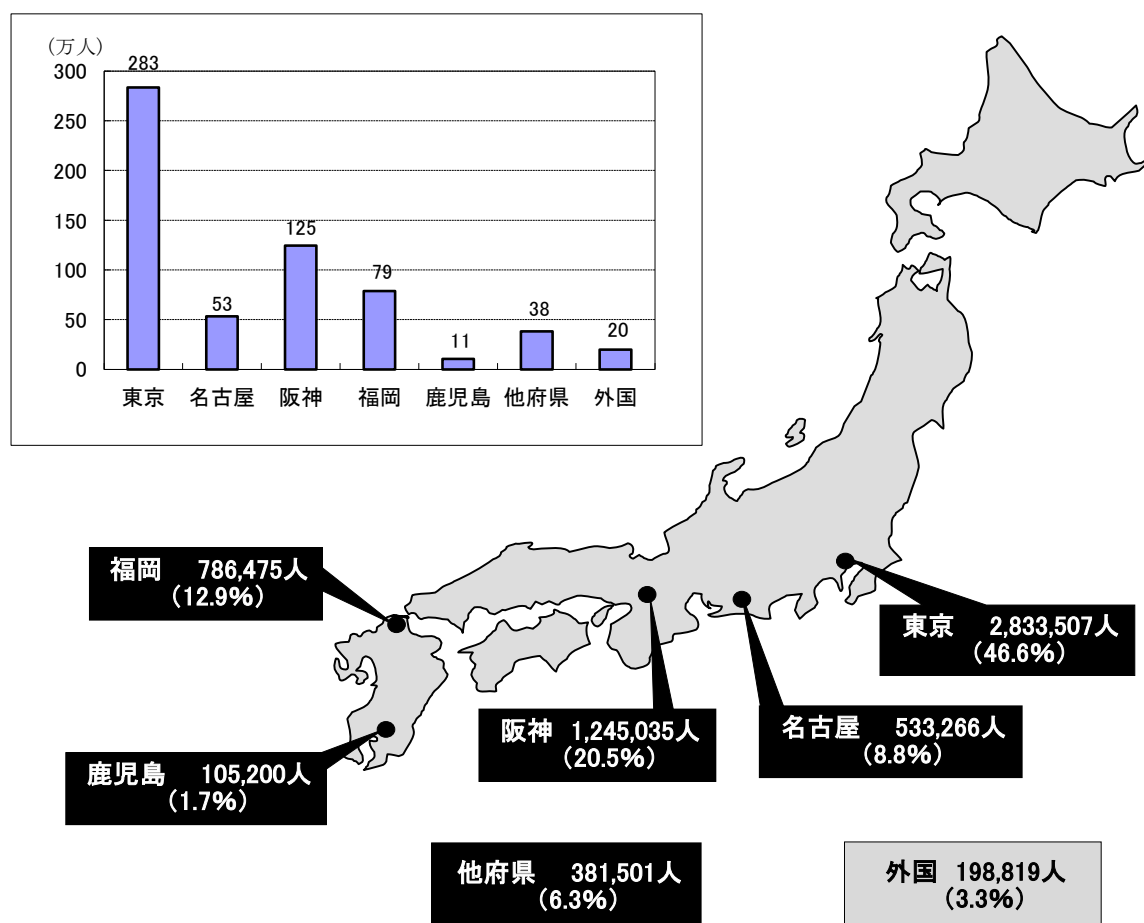 (万人)
300
250
200
150
100
50
0
283
53
125
79
11
38
20
東京 名古屋 阪神 福岡 鹿児島 他府県 外国
福岡 786,475人
（12.9%）
東京 2,833,507人
（46.6%）
阪神 1,245,035人
（20.5%）
名古屋 533,266人
（8.8%）
鹿児島 105,200人
（1.7%）
他府県 381,501人
（6.3%）
外国 198,819人
（3.3%）